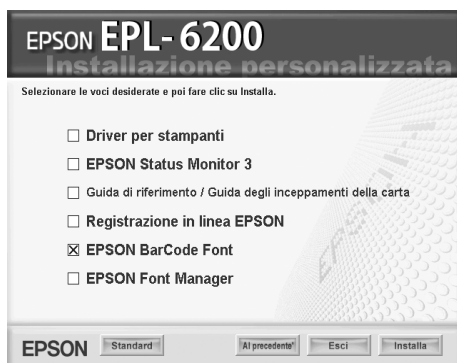 EPSON EPL-6200
Installazione personalizzata
Selezionare le voci desiderate e poi fare clic su Installa.
Driver per stampanti
EPSON Status Monitor 3
Guida di riferimento / Guida degli inceppamenti della carta
Registrazione in linea EPSON
EPSON BarCode Font
EPSON Font Manager
EPSON
EPSON Standard Al precedente' Esci Installa